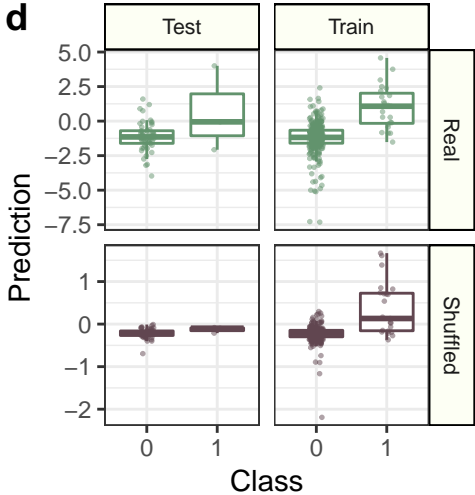 d
Test
Train
5.0
2.5
0.0
−2.5
−5.0
−7.5
Real
Prediction
1
0
−1
−2
Shuffled
0
1
0
1
Class